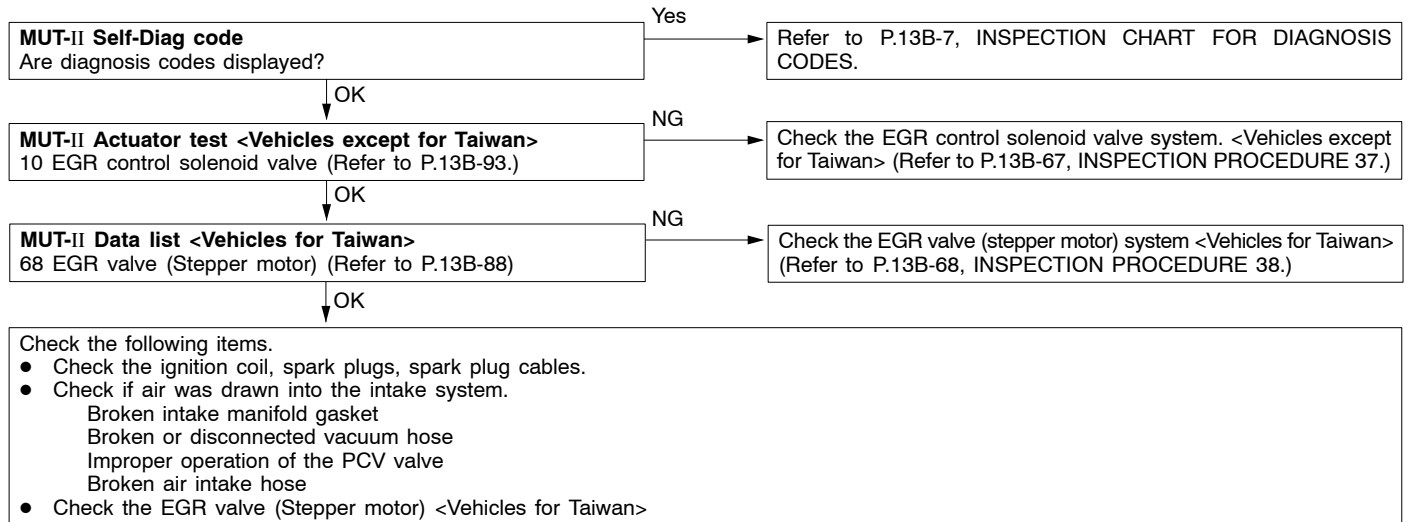 Yes
MUT-II Self-Diag code
Are diagnosis codes displayed?
Refer to P.13B-7, INSPECTION CHART FOR DIAGNOSIS
CODES.
OK
NG
MUT-II Actuator test <Vehicles except for Taiwan>
10 EGR control solenoid valve (Refer to P.13B-93.)
Check the EGR control solenoid valve system. <Vehicles except
for Taiwan> (Refer to P.13B-67, INSPECTION PROCEDURE 37.)
OK
NG
MUT-II Data list <Vehicles for Taiwan>
68 EGR valve (Stepper motor) (Refer to P.13B-88)
Check the EGR valve (stepper motor) system <Vehicles for Taiwan>
(Refer to P.13B-68, INSPECTION PROCEDURE 38.)
OK
Check the following items.
● Check the ignition coil, spark plugs, spark plug cables.
● Check if air was drawn into the intake system.
Broken intake manifold gasket
Broken or disconnected vacuum hose
Improper operation of the PCV valve
Broken air intake hose
● Check the EGR valve (Stepper motor) <Vehicles for Taiwan>